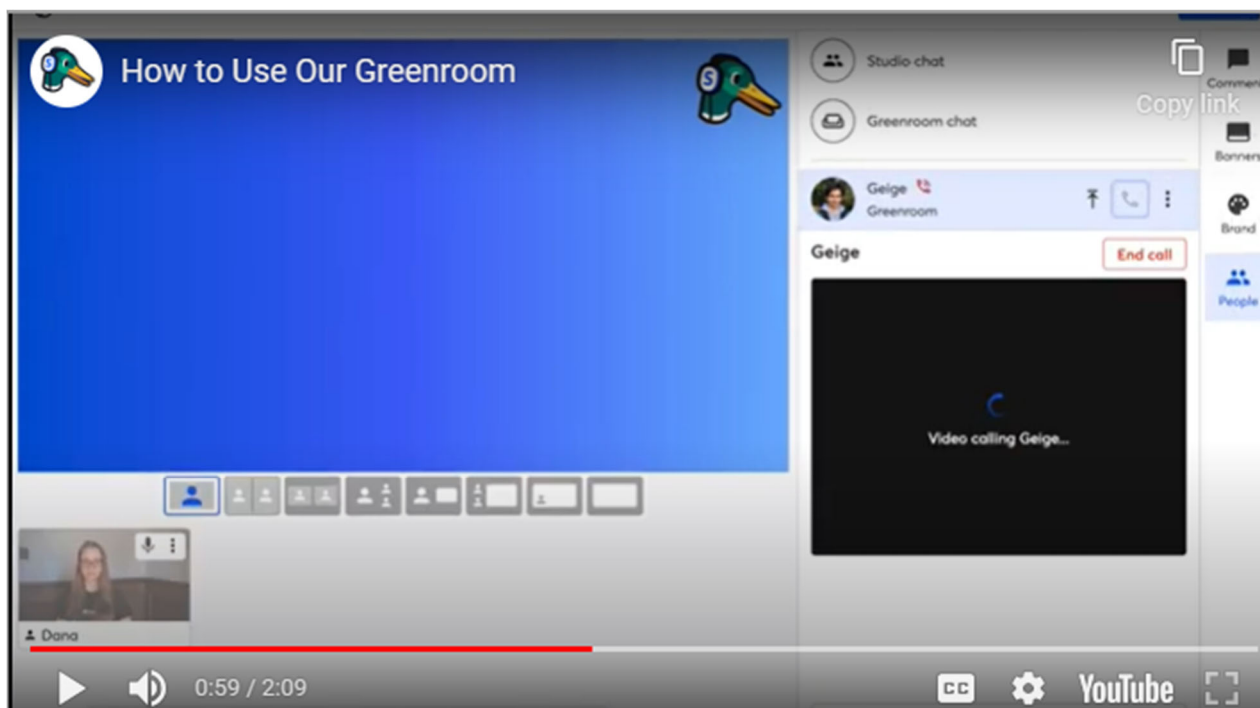 How to Use Our Greenroom
S
S
Studio chat
Greenroom chat
Copy link
Geige
Greenroom
Geige
End call
Video calling Geige...
Commen
Banners
Brand
People
Dana
0:59 / 2:09
CC
YouTube